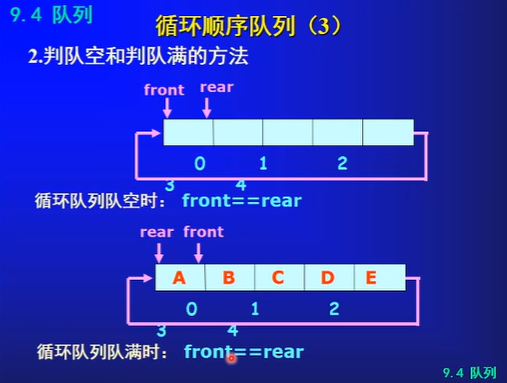 9.4 队列
循环顺序队列（3）
2.判队空和判队满的方法
front rear
0 1 2
3 4
循环队列队空时： front==rear
rear front
A B C D E
0 1 2
3 4
循环队列队满时： front==rear
9.4 队列